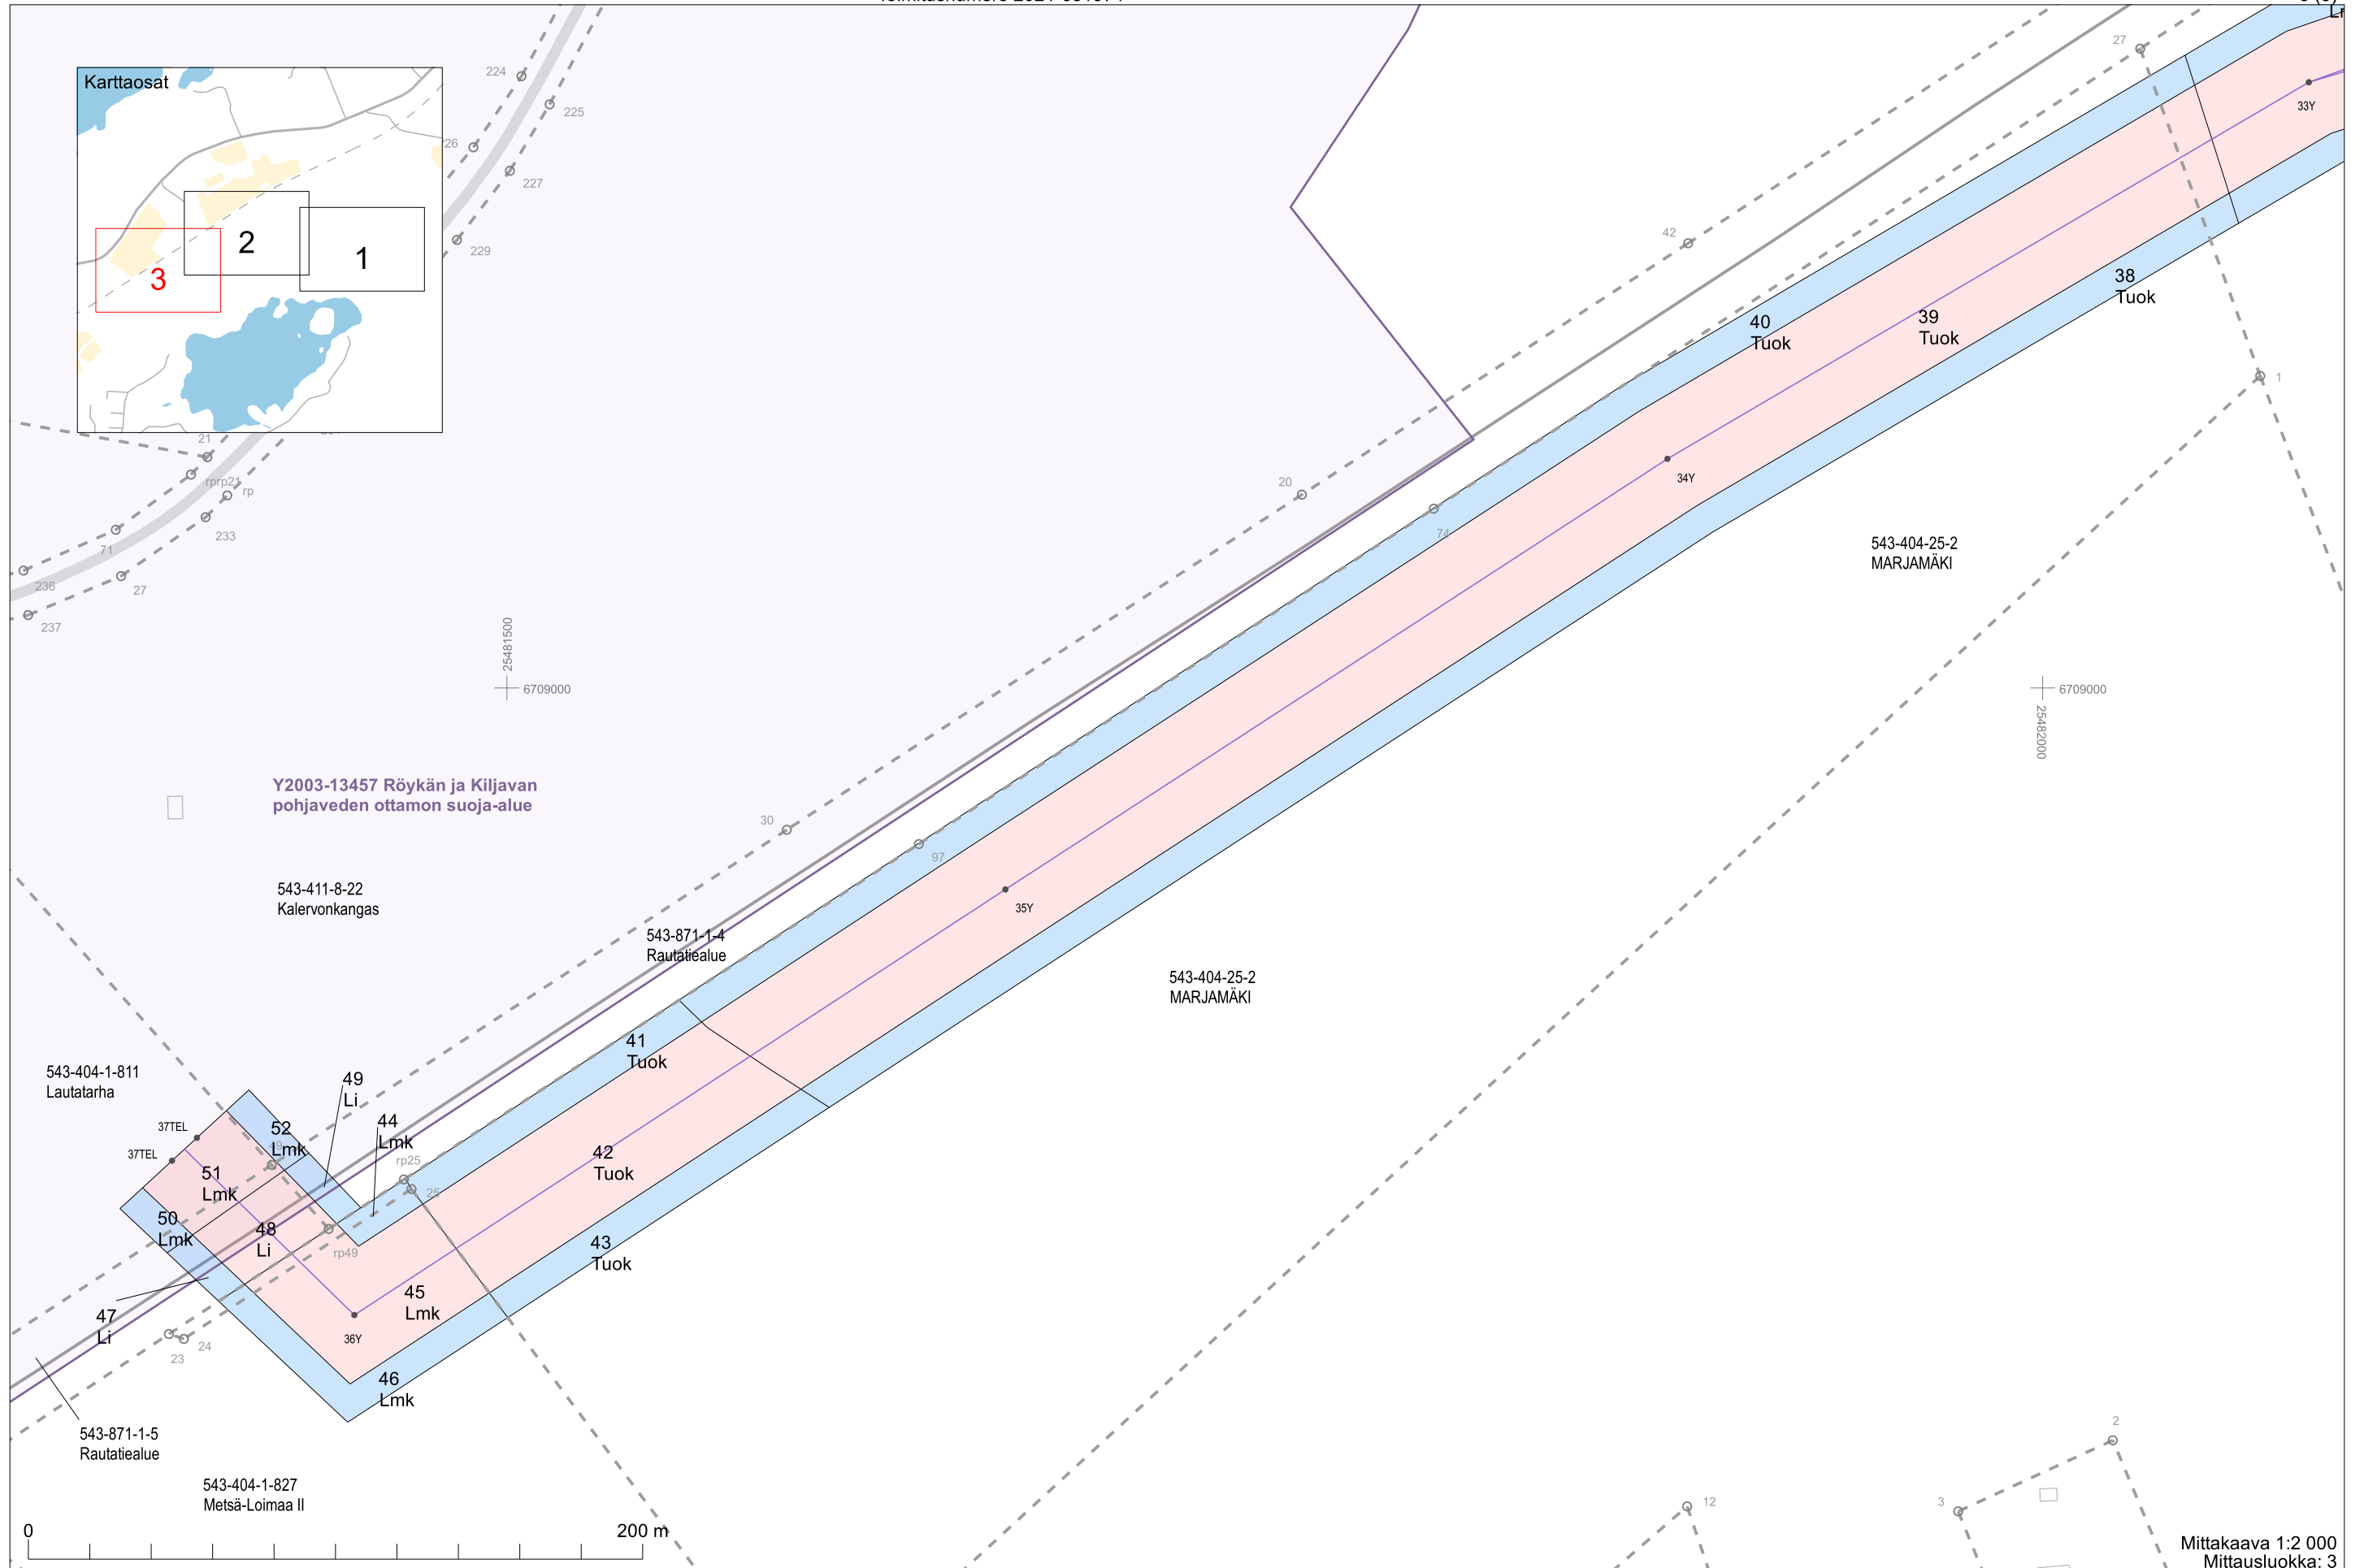 Karttaosat
2
1
3
224
225
26
227
229
21
rprp21
rp
233
71
27
236
237
27
42
20
74
1
33Y
38
Tuok
40
Tuok
39
Tuok
34Y
543-404-25-2
MARJAMÄKI
25481500
6709000
6709000
25482000
Y2003-13457 Röykän ja Kiljavan
pohjaveden ottamon suoja-alue
30
97
543-411-8-22
Kalervonkangas
35Y
543-871-1-4
Rautatiealue
543-404-25-2
MARJAMÄKI
41
Tuok
543-404-1-811
Lautatarha
49
Li
44
Lmk
37TEL
37TEL
52
Lmk
rp25
25
42
Tuok
51
Lmk
50
Lmk
48
Li
rp49
43
Tuok
45
Lmk
47
Li
36Y
24
23
46
Lmk
543-871-1-5
Rautatiealue
543-404-1-827
Metsä-Loimaa II
2
3
12
0
200 m
Mittakaava 1:2 000
Mittausluokka: 3